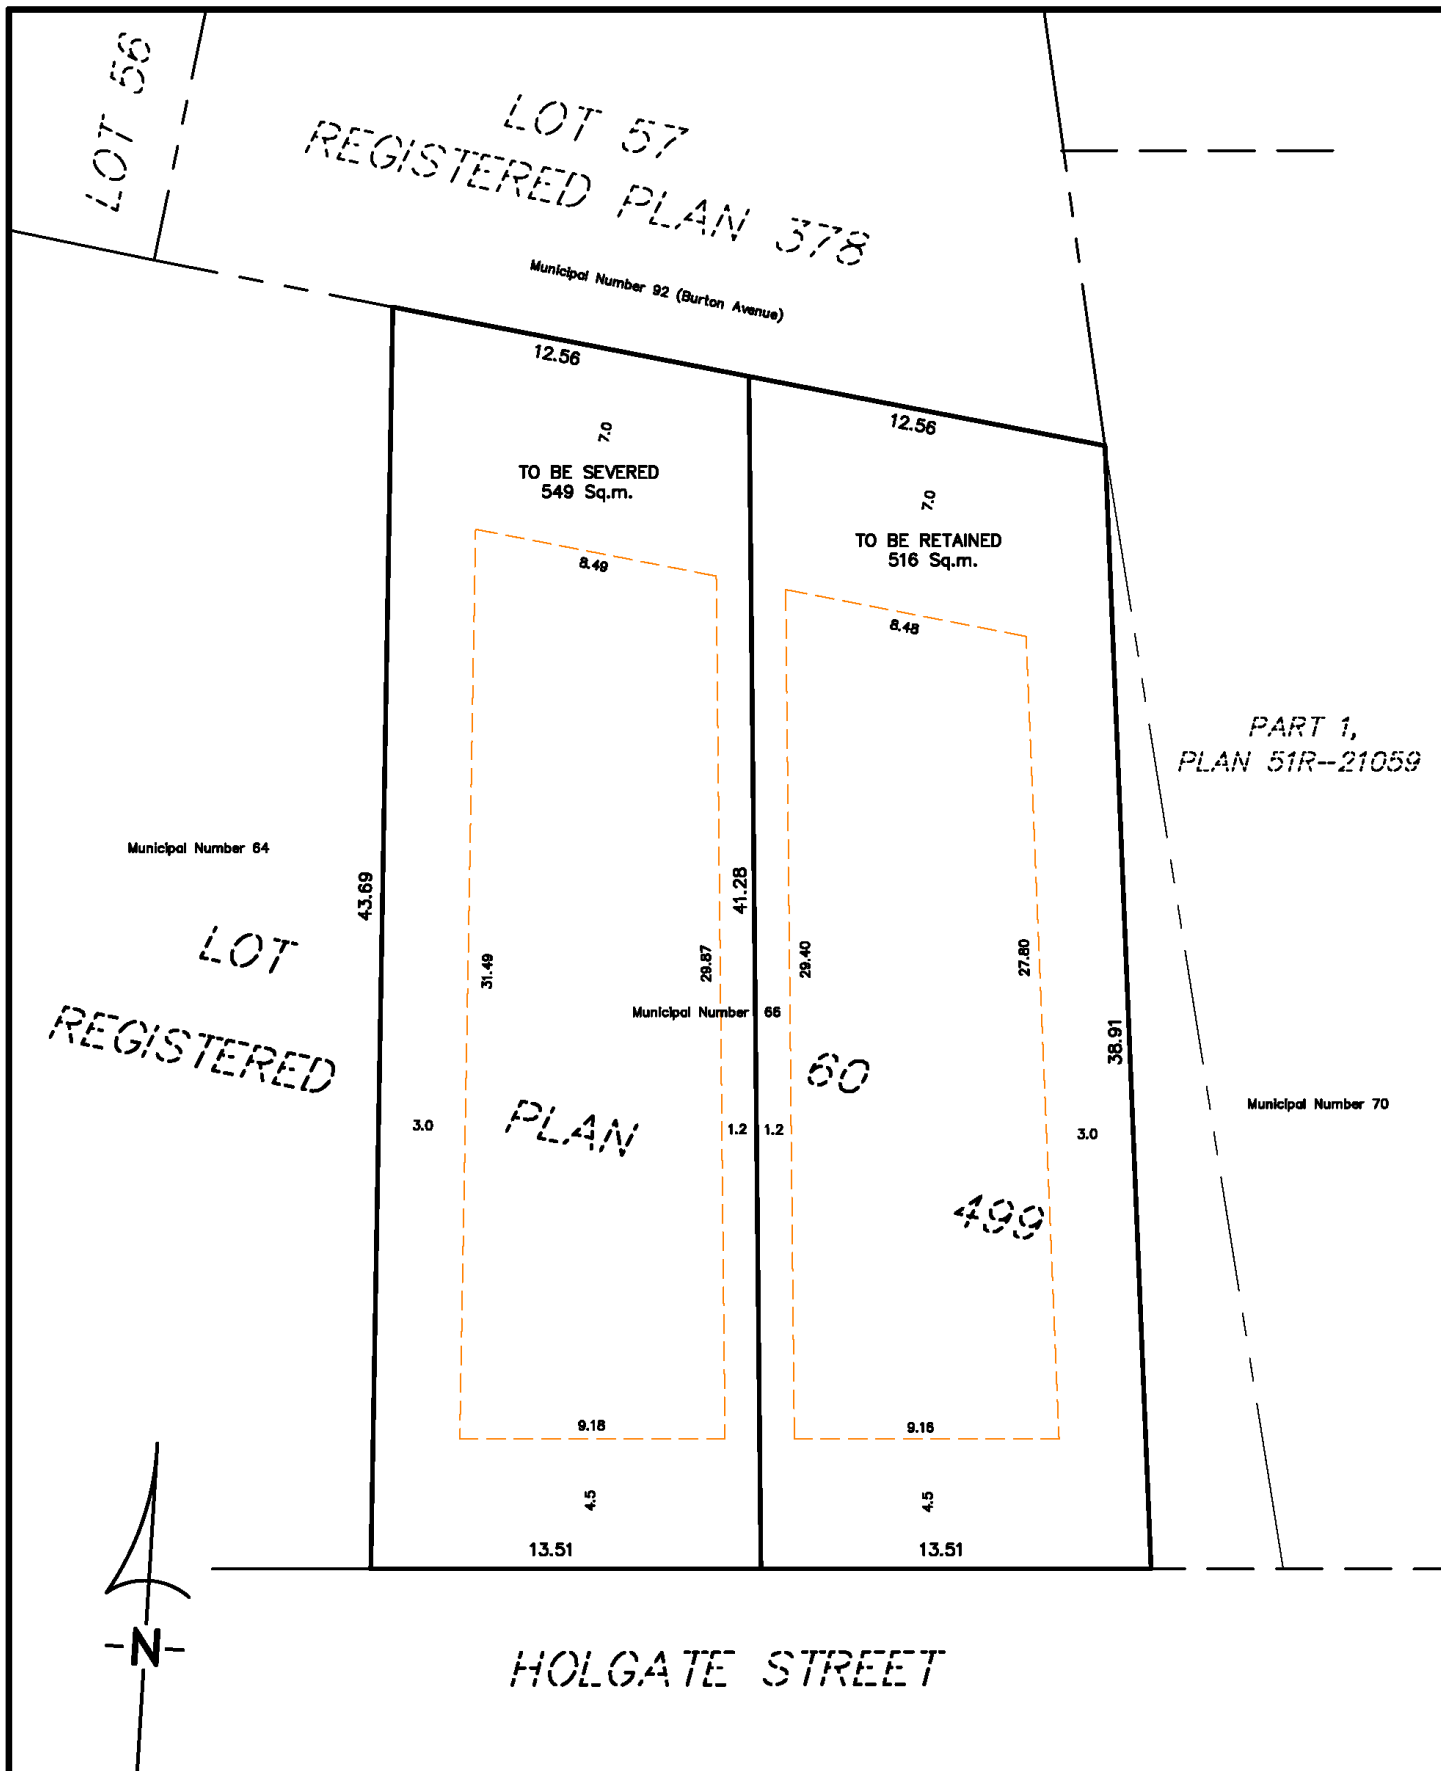 LOT 56
LOT 57
REGISTERED PLAN 378
Municipal Number 92 (Burton Avenue)
12.56
12.56
7.0
TO BE SEVERED
549 Sq.m.
7.0
TO BE RETAINED
516 Sq.m.
8.49
8.48
PART 1,
PLAN 51R-21059
Municipal Number 64
43.69
41.28
LOT 60
31.49
29.87
29.40
27.80
Municipal Number 66
38.91
REGISTERED PLAN 499
3.0
1.2
1.2
3.0
Municipal Number 70
9.18
9.16
4.5
4.5
13.51
13.51
-N-
HOLGATE STREET